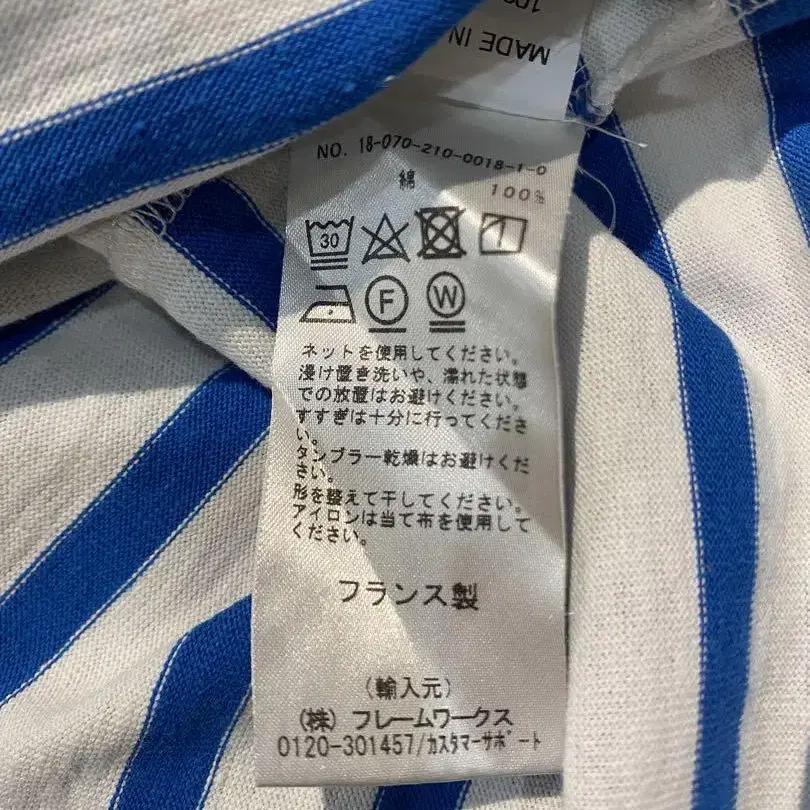 MADE IN
NO. 18-070-210-0018-1-0
綿 100%
30
F W
ネットを使用してください。
浸け置き洗いや、濡れた状態
での放置はお避けください。
すすぎは十分に行ってくださ
い。
タンブラー乾燥はお避けくだ
さい。
形を整えて干してください。
アイロンは当て布を使用して
ください。
フランス製
(輸入元)
(株) フレームワークス
0120-301457/カスタマーサポート